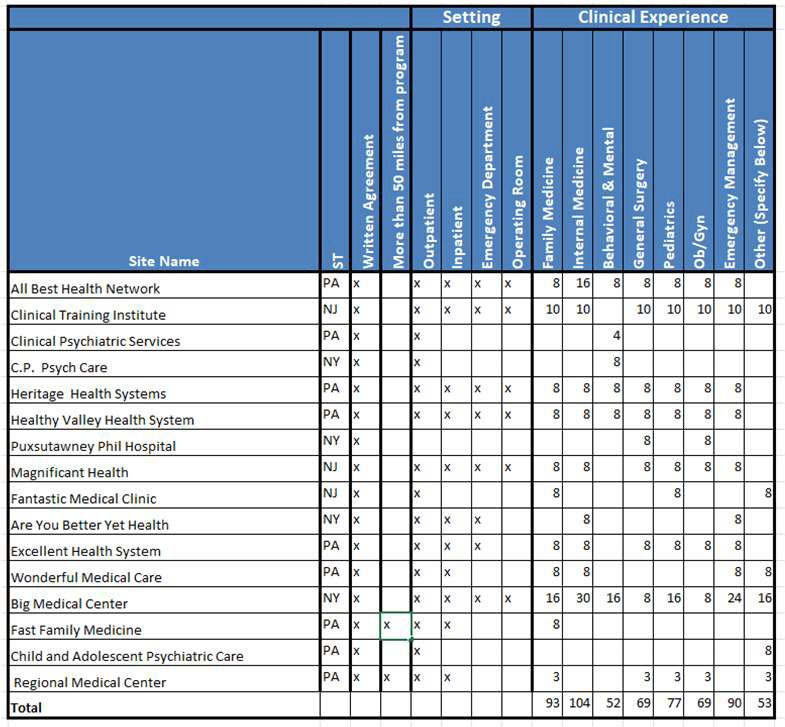 Setting Clinical Experience
Site Name ST Written Agreement More than 50 miles from program Outpatient Inpatient Emergency Department Operating Room Family Medicine Internal Medicine Behavioral & Mental General Surgery Pediatrics Ob/Gyn Emergency Management Other (Specify Below)
All Best Health Network PA x x x x x 8 16 8 8 8 8 8
Clinical Training Institute NJ x x x x x 10 10 10 10 10 10 10
Clinical Psychiatric Services PA x x 4
C.P. Psych Care NY x x 8
Heritage Health Systems PA x x x x x 8 8 8 8 8 8 8
Healthy Valley Health System PA x x x x x 8 8 8 8 8 8 8
Puxsutawney Phil Hospital NY x 8 8
Magnificant Health NJ x x x x x 8 8 8 8 8 8
Fantastic Medical Clinic NJ x x 8 8 8
Are You Better Yet Health NY x x x x 8 8
Excellent Health System PA x x x x 8 8 8 8 8 8
Wonderful Medical Care PA x x x 8 8 8 8
Big Medical Center NY x x x x x 16 30 16 8 16 8 24 16
Fast Family Medicine PA x x x x 8
Child and Adolescent Psychiatric Care PA x x 8
Regional Medical Center PA x x x x 3 3 3 3 3
Total 93 104 52 69 77 69 90 53